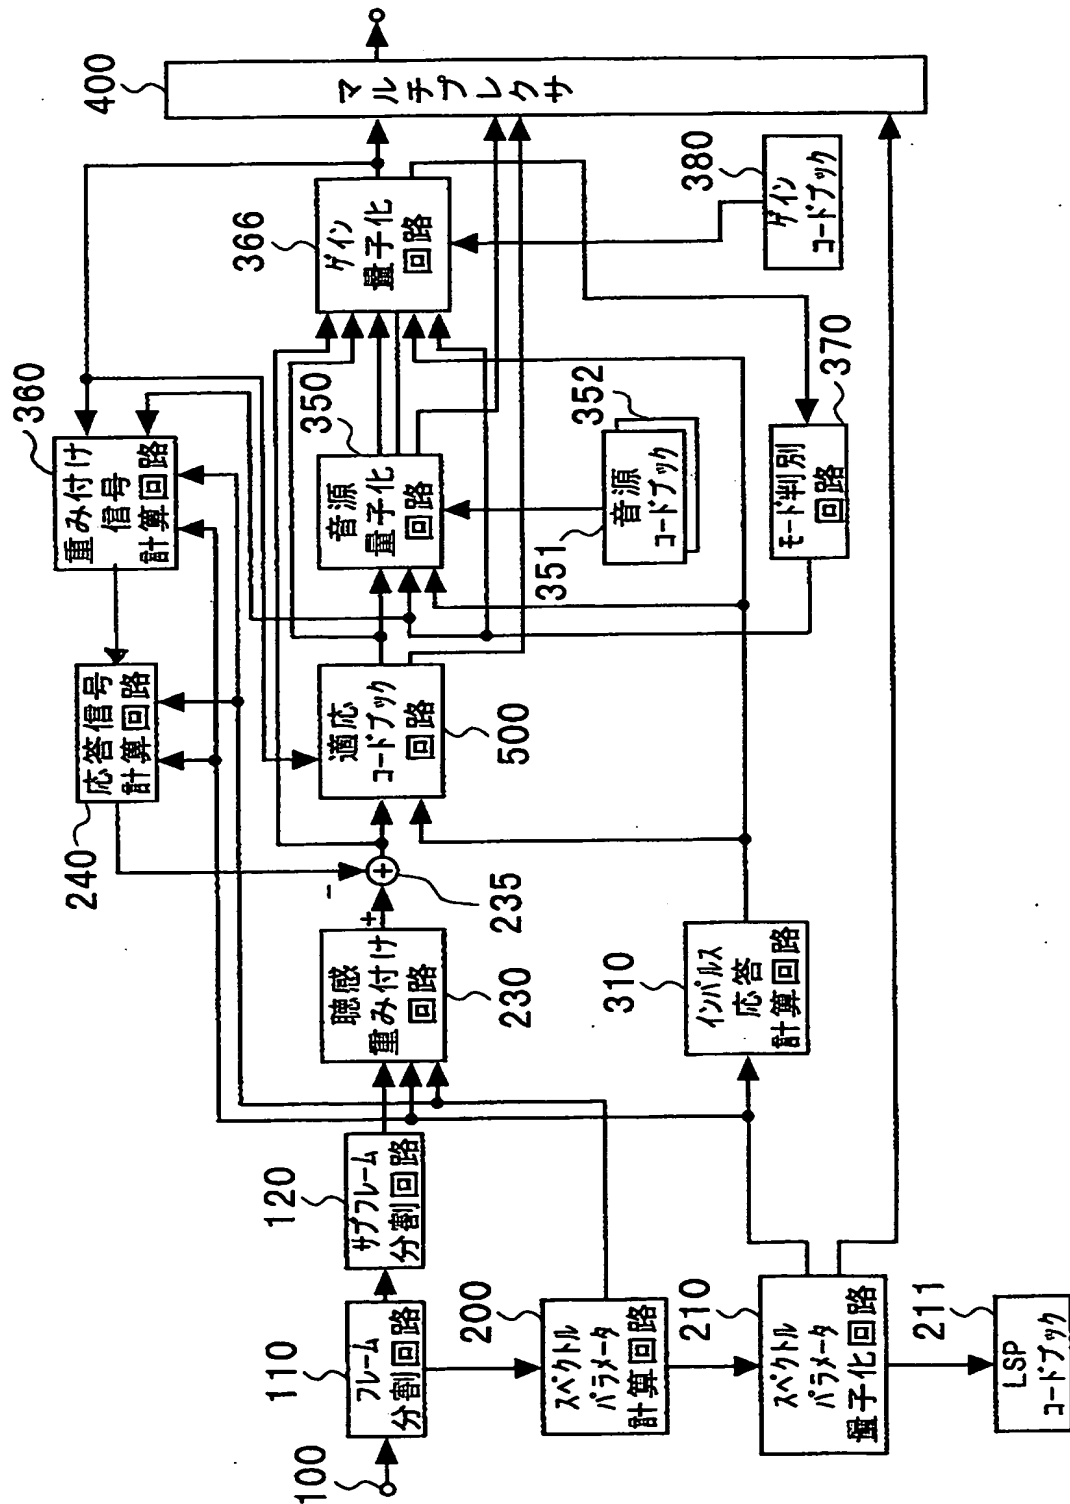 100
110
フレーム
分割回路
120
サブフレーム
分割回路
200
スペクトル
パラメータ
計算回路
210
スペクトル
パラメータ
量子化回路
211
LSP
コードブック
230
聴感
重み付け
回路
+
-
+
235
240
応答信号
計算回路
310
インパルス
応答
計算回路
500
適応
コードブック
回路
350
音源
量子化
回路
351
352
音源
コードブック
360
重み付け
信号
計算回路
366
ゲイン
量子化
回路
370
モード判別
回路
380
ゲイン
コードブック
400
マルチプレクサ